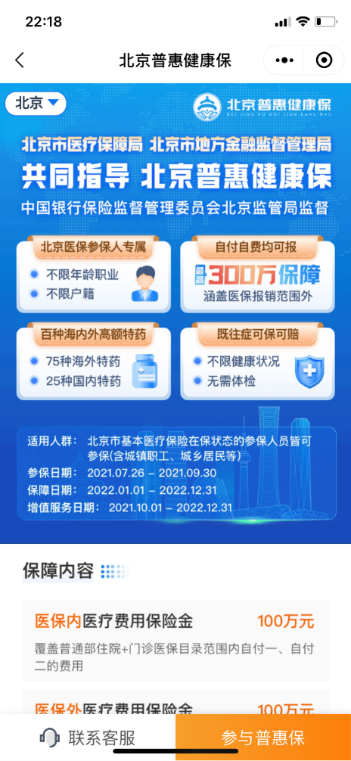 22:18
北京普惠健康保
北京
北京普惠健康保
BEI JING PU HUI JIAN KANG BAO
北京市医疗保障局 北京市地方金融监督管理局
共同指导 北京普惠健康保
中国银行保险监督管理委员会北京监管局监督
北京医保参保人专属
不限年龄职业
不限户籍
自付自费均可报
最高300万保障
涵盖医保报销范围外
百种海内外高额特药
75种海外特药
25种国内特药
既往症可保可赔
不限健康状况
无需体检
适用人群： 北京市基本医疗保险在保状态的参保人员皆可
参保(含城镇职工、城乡居民等)
参保日期： 2021.07.26 – 2021.09.30
保障日期： 2022.01.01 – 2022.12.31
增值服务日期： 2021.10.01 – 2022.12.31
保障内容
医保内医疗费用保险金 100万元
覆盖普通部住院+门诊医保目录范围内自付一、自付
二的费用
医保外医疗费用保险金 100万元
联系客服
参与普惠保